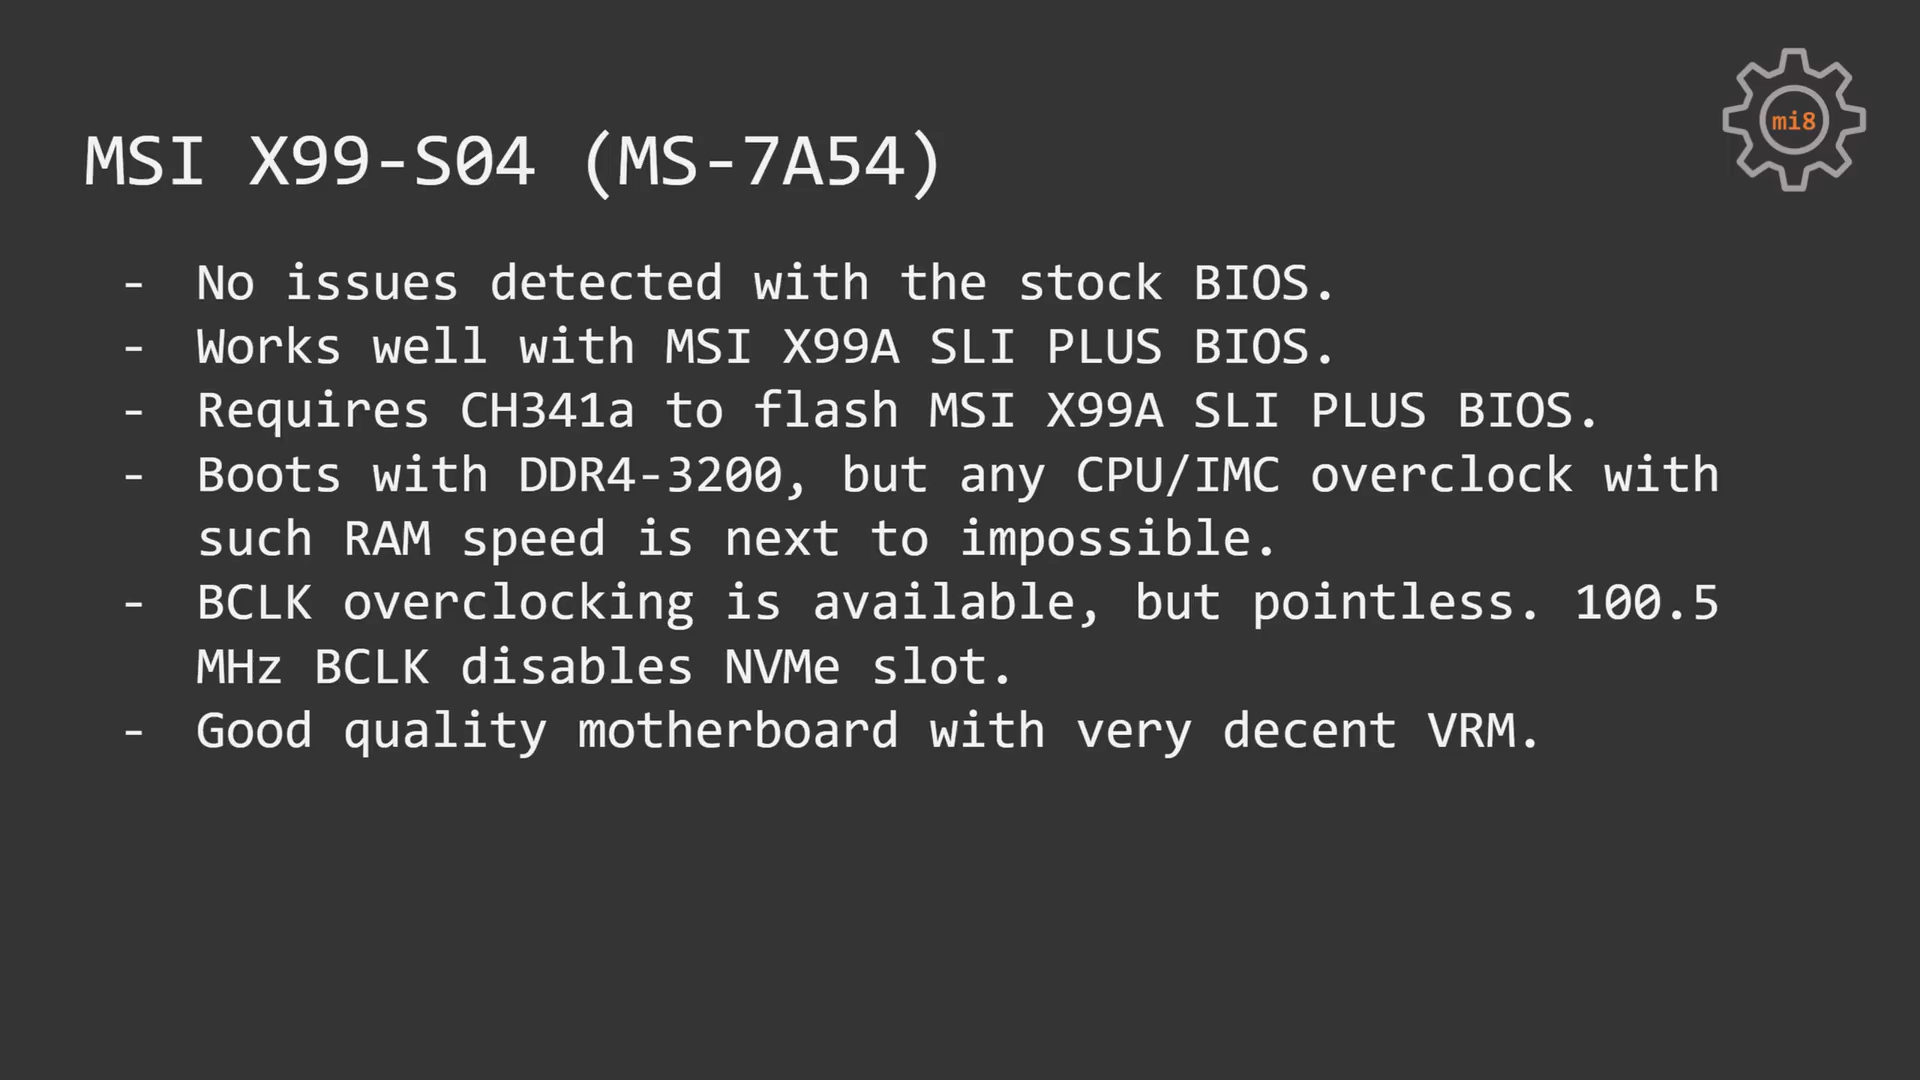 mi8
MSI X99-S04 (MS-7A54)
- No issues detected with the stock BIOS.
- Works well with MSI X99A SLI PLUS BIOS.
- Requires CH341a to flash MSI X99A SLI PLUS BIOS.
- Boots with DDR4-3200, but any CPU/IMC overclock with
such RAM speed is next to impossible.
- BCLK overclocking is available, but pointless. 100.5
MHz BCLK disables NVMe slot.
- Good quality motherboard with very decent VRM.